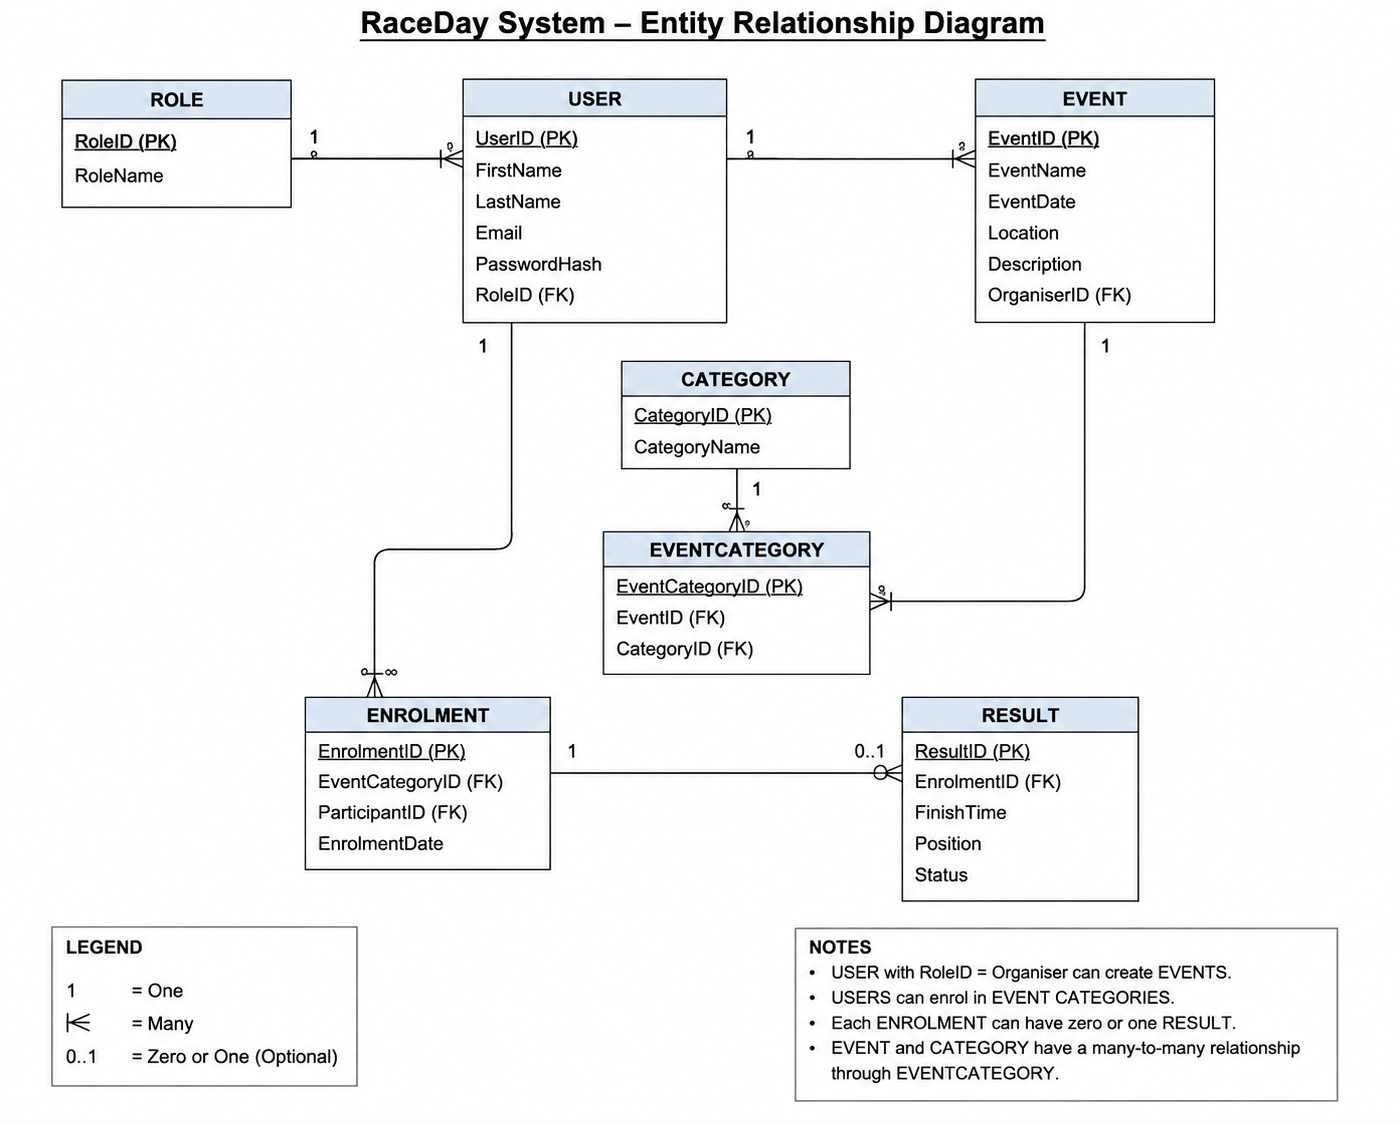 RaceDay System – Entity Relationship Diagram
ROLE
RoleID (PK)
RoleName
1
USER
UserID (PK)
FirstName
LastName
Email
PasswordHash
RoleID (FK)
1
EVENT
EventID (PK)
EventName
EventDate
Location
Description
OrganiserID (FK)
1
1
CATEGORY
CategoryID (PK)
CategoryName
1
EVENTCATEGORY
EventCategoryID (PK)
EventID (FK)
CategoryID (FK)
∞
ENROLMENT
EnrolmentID (PK)
EventCategoryID (FK)
ParticipantID (FK)
EnrolmentDate
1
0..1
RESULT
ResultID (PK)
EnrolmentID (FK)
FinishTime
Position
Status
LEGEND
1 = One
= Many
0..1 = Zero or One (Optional)
NOTES
• USER with RoleID = Organiser can create EVENTS.
• USERS can enrol in EVENT CATEGORIES.
• Each ENROLMENT can have zero or one RESULT.
• EVENT and CATEGORY have a many-to-many relationship
through EVENTCATEGORY.